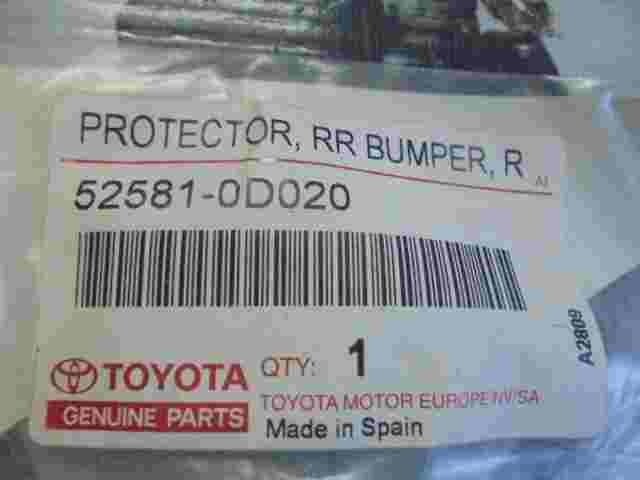 PROTECTOR, RR BUMPER, R
AI
52581-0D020
A2809
TOYOTA
GENUINE PARTS
QTY: 1
TOYOTA MOTOR EUROPE NV/SA
Made in Spain